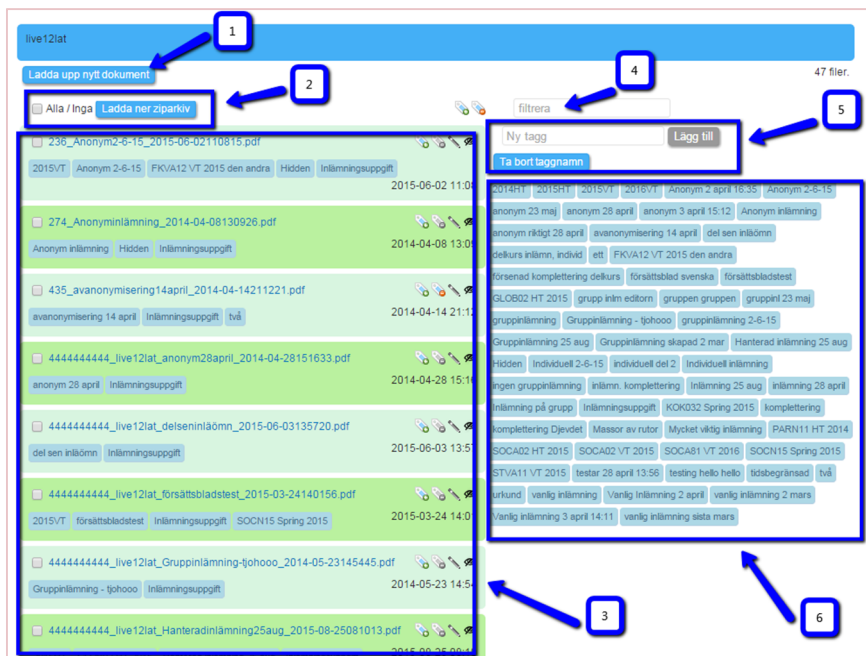 1
live12lat
Ladda upp nytt dokument
47 filer.
2
4
5
Alla / Inga Ladda ner ziparkiv
filtrera
236_Anonym2-6-15_2015-06-02110815.pdf
2015VT Anonym 2-6-15 FKVA12 VT 2015 den andra Hidden Inlämningsuppgift
2015-06-02 11:08
274_Anonyminlämning_2014-04-08130926.pdf
2014-04-08 13:09
Anonym inlämning Hidden Inlämningsuppgift
435_avanonymisering14april_2014-04-14211221.pdf
2014-04-14 21:12
avanonymisering 14 april Inlämningsuppgift två
4444444444_live12lat_anonym28april_2014-04-28151633.pdf
2014-04-28 15:16
anonym 28 april Inlämningsuppgift
4444444444_live12lat_delseninläömn_2015-06-03135720.pdf
2015-06-03 13:57
del sen inläömn Inlämningsuppgift
4444444444_live12lat_försättsbladstest_2015-03-24140156.pdf
2015-03-24 14:01
2015VT försättsbladstest Inlämningsuppgift SOCN15 Spring 2015
4444444444_live12lat_Gruppinlämning-tjohooo_2014-05-23145445.pdf
2014-05-23 14:54
Gruppinlämning - tjohooo Inlämningsuppgift
4444444444_live12lat_Hanteradinlämning25aug_2015-08-25081013.pdf
Ny tagg Lägg till
Ta bort taggnamn
2014HT 2015HT 2015VT 2016VT Anonym 2 april 16:35 Anonym 2-6-15
anonym 23 maj anonym 28 april anonym 3 april 15:12 Anonym inlämning
anonym riktigt 28 april avanonymisering 14 april del sen inläömn
delkurs inlämn, individ ett FKVA12 VT 2015 den andra
försenad komplettering delkurs försättsblad svenska försättsbladstest
GLOB02 HT 2015 grupp inlm editorn gruppen gruppen gruppinl 23 maj
gruppinlämning Gruppinlämning - tjohooo gruppinlämning 2-6-15
Gruppinlämning 25 aug Gruppinlämning skapad 2 mar Hanterad inlämning 25 aug
Hidden Individuell 2-6-15 individuell del 2 Individuell inlämning
ingen gruppinlämning inlämn. komplettering Inlämning 25 aug inlämning 28 april
Inlämning på grupp Inlämningsuppgift KOK032 Spring 2015 komplettering
komplettering Djevdet Massor av rutor Mycket viktig inlämning PARN11 HT 2014
SOCA02 HT 2015 SOCA02 VT 2015 SOCA81 VT 2016 SOCN15 Spring 2015
STVA11 VT 2015 testar 28 april 13:56 testing hello hello tidsbegränsad två
urkund vanlig inlämning Vanlig Inlämning 2 april vanlig inlämning 2 mars
Vanlig inlämning 3 april 14:11 vanlig inlämning sista mars
3
6